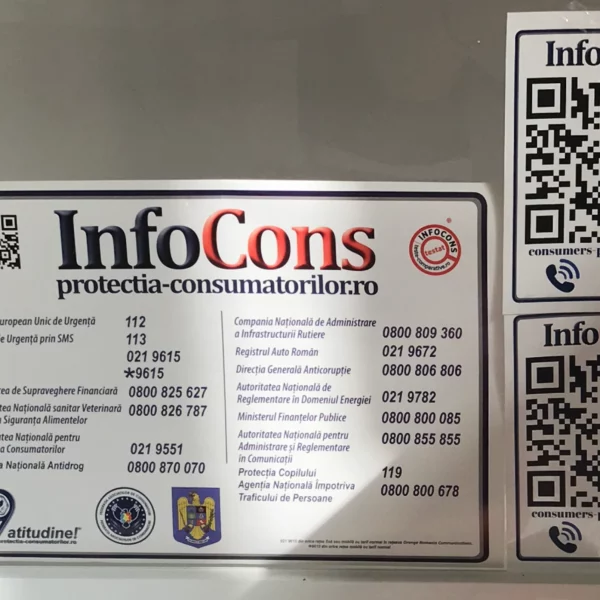 InfoCons
protectia-consumatorilor.ro
INFOCONS
testat
teste-comparative.ro
®
European Unic de Urgență 112
de Urgență prin SMS 113
021 9615
*9615
de Supraveghere Financiară 0800 825 627
Națională sanitar Veterinară 0800 826 787
Siguranța Alimentelor
Națională pentru
Consumatorilor 021 9551
Națională Antidrog 0800 870 070
Compania Națională de Administrare
a Infrastructurii Rutiere 0800 809 360
Registrul Auto Român 021 9672
Direcția Generală Anticorupție 0800 806 806
Autoritatea Națională de
Reglementare în Domeniul Energiei 021 9782
Ministerul Finanțelor Publice 0800 800 085
Autoritatea Națională pentru 0800 855 855
Administrare și Reglementare
în Comunicații
Protecția Copilului 119
Agenția Națională Împotriva 0800 800 678
Traficului de Persoane
atitudine!
protectia-consumatorilor.ro
Info
consumers-p
Info
consumers-p